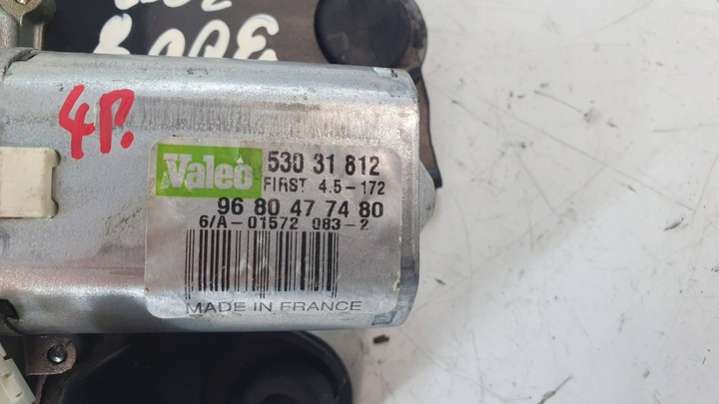 4P.
Valeo
530 31 812
FIRST 4.5-172
96 80 47 74 80
6/A-01572 083-2
MADE IN FRANCE